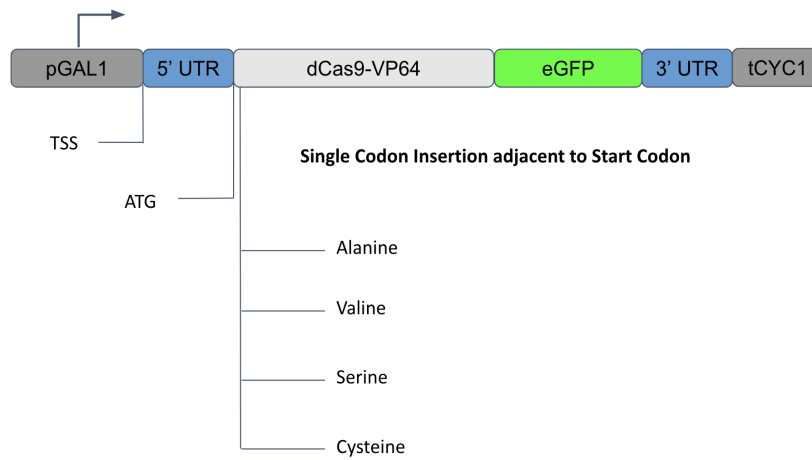 pGAL1 5’ UTR dCas9-VP64 eGFP 3’ UTR tCYC1
TSS
Single Codon Insertion adjacent to Start Codon
ATG
Alanine
Valine
Serine
Cysteine